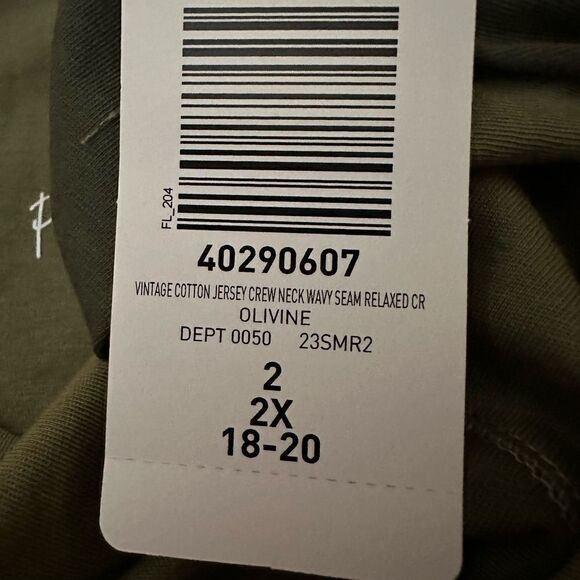 FL_204
40290607
VINTAGE COTTON JERSEY CREW NECK WAVY SEAM RELAXED CR
OLIVINE
DEPT 0050 23SMR2
2
2X
18-20